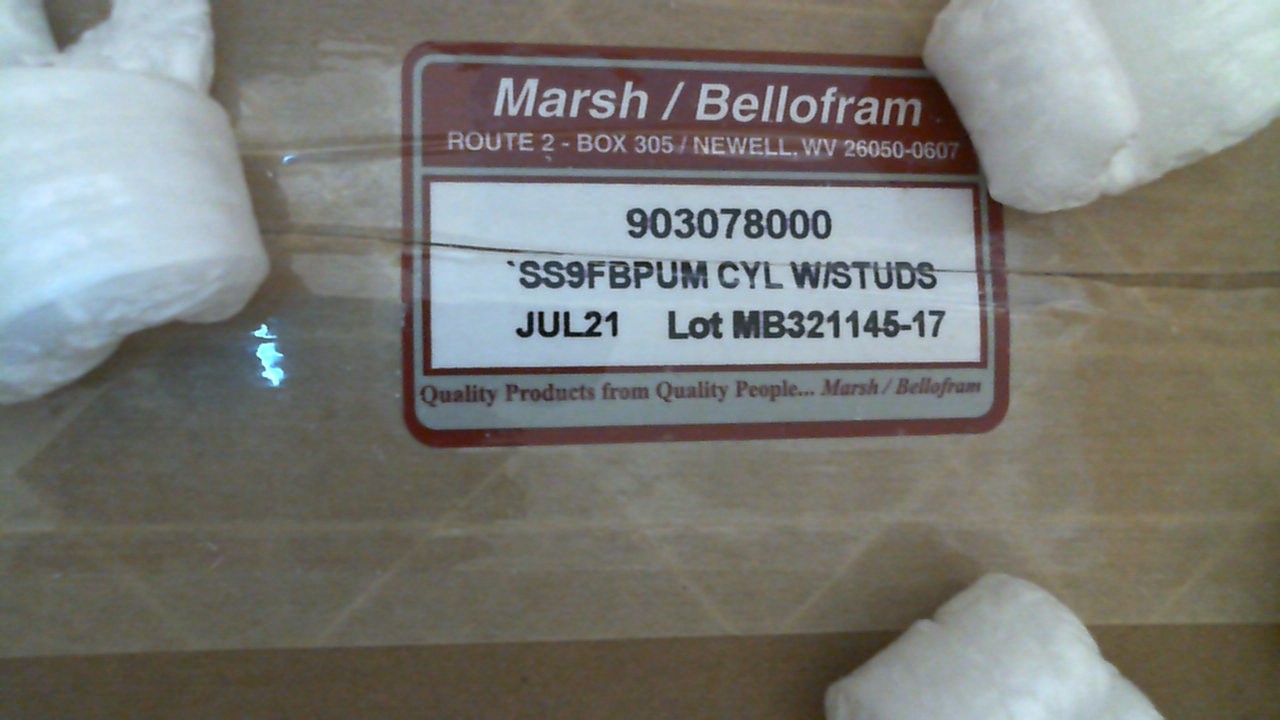 Marsh / Bellofram
ROUTE 2 - BOX 305 / NEWELL, WV 26050-0607
903078000
`SS9FBPUM CYL W/STUDS
JUL21 Lot MB321145-17
Quality Products from Quality People... Marsh / Bellofram